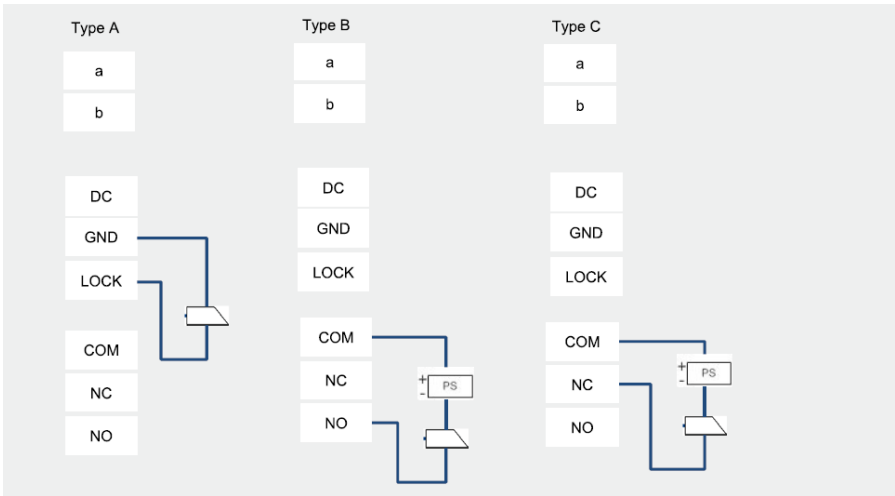 Type A
a
b
DC
GND
LOCK
COM
NC
NO
Type B
a
b
DC
GND
LOCK
COM
NC
NO
+
-
PS
Type C
a
b
DC
GND
LOCK
COM
NC
NO
+
-
PS